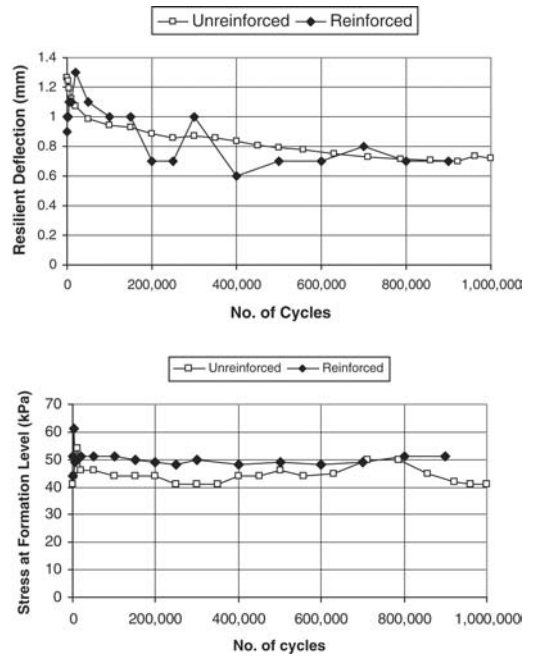 Unreinforced Reinforced
Resilient Deflection (mm)
1.4
1.2
1
0.8
0.6
0.4
0.2
0
0 200,000 400,000 600,000 800,000 1,000,000
No. of Cycles
Unreinforced Reinforced
Stress at Formation Level (kPa)
70
60
50
40
30
20
10
0
0 200,000 400,000 600,000 800,000 1,000,000
No. of cycles